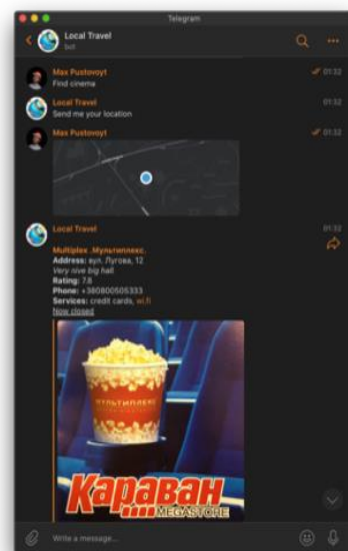 Telegram
Local Travel
bot
Max Pustovoyt 01:32
Find cinema
Local Travel 01:32
Send me your location
Max Pustovoyt 01:32
Local Travel 01:32
Multiplex .Мультиплекс.
Address: вул. Лугова, 12
Very nive big hall
Rating: 7.8
Phone: +380800505333
Services: credit cards, wi.fi
Now closed
МУЛЬТИПЛЕКС
Караван
MEGASTORE
Write a message...